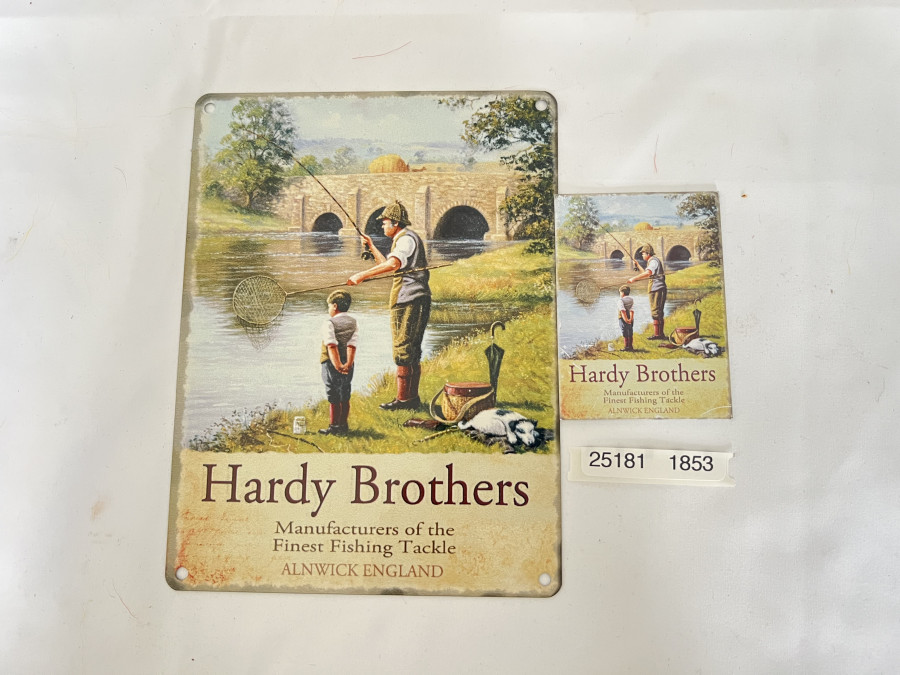 Hardy Brothers
Manufacturers of the
Finest Fishing Tackle
ALNWICK ENGLAND
Hardy Brothers
Manufacturers of the
Finest Fishing Tackle
ALNWICK ENGLAND
25181 1853